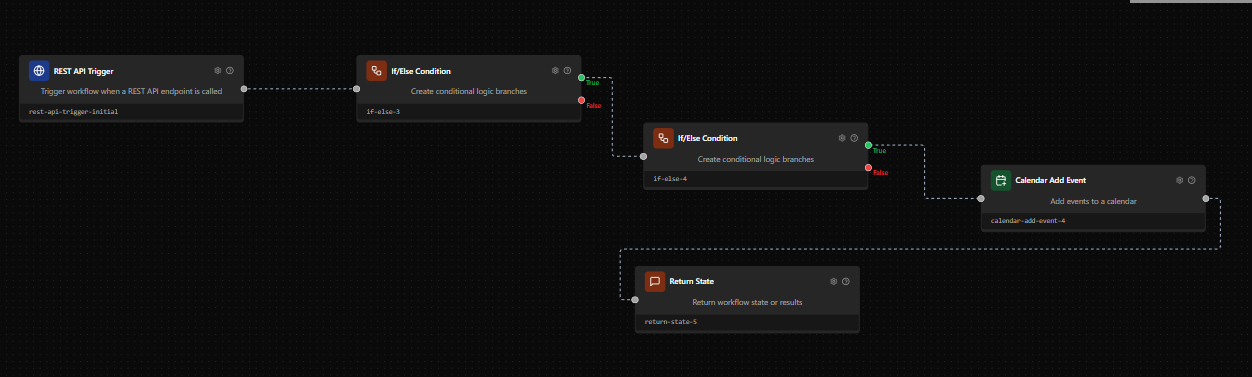 REST API Trigger
Trigger workflow when a REST API endpoint is called
rest-api-trigger-initial
If/Else Condition
Create conditional logic branches
if-else-3
True
False
If/Else Condition
Create conditional logic branches
if-else-4
True
False
Calendar Add Event
Add events to a calendar
calendar-add-event-4
Return State
Return workflow state or results
return-state-5